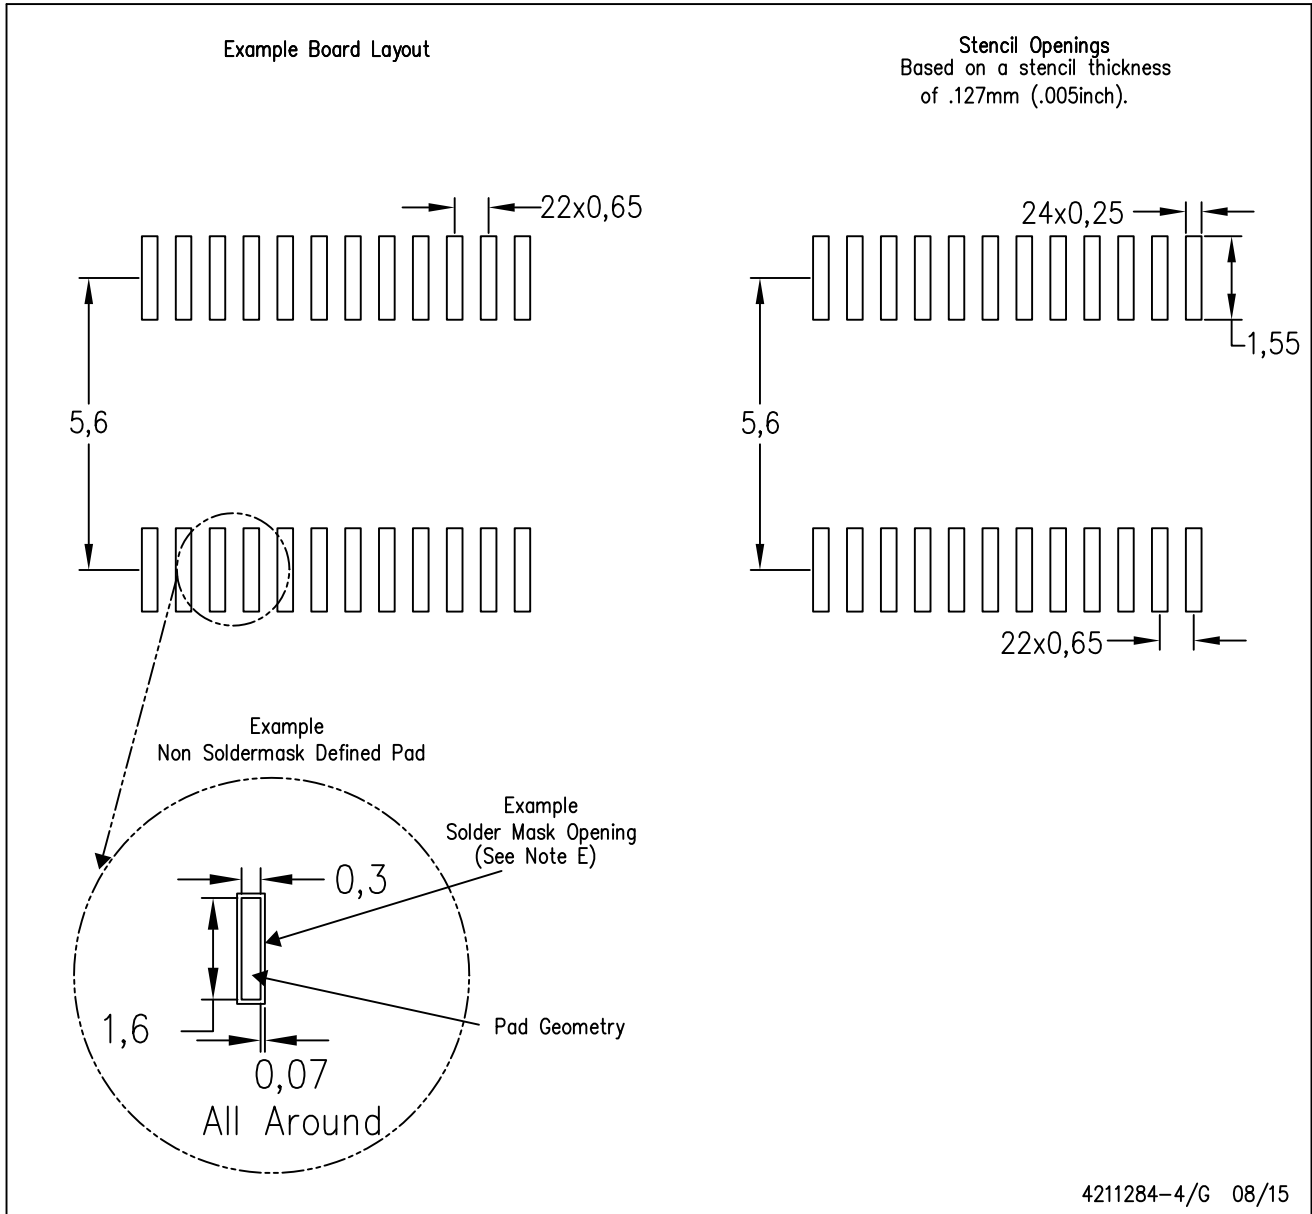 Example Board Layout
Stencil Openings
Based on a stencil thickness
of .127mm (.005inch).
22x0,65
24x0,25
1,55
5,6
5,6
22x0,65
Example
Non Soldermask Defined Pad
Example
Solder Mask Opening
(See Note E)
0,3
1,6
Pad Geometry
0,07
All Around
4211284-4/G 08/15